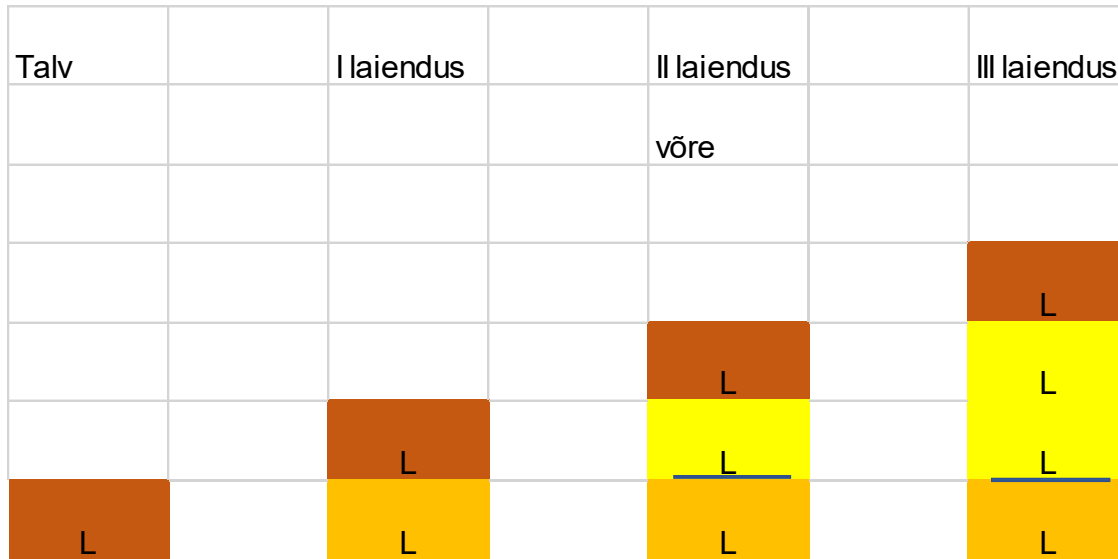 Talv I laiendus II laiendus III laiendus
võre
L
L L
L L L
L L L L